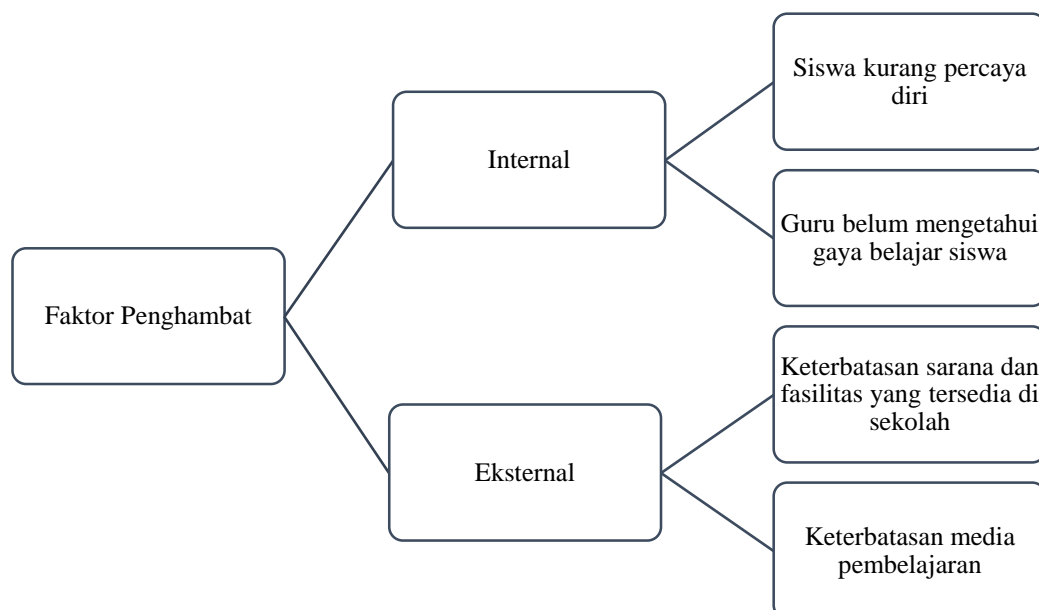 Faktor Penghambat
Internal
Siswa kurang percaya
diri
Guru belum mengetahui
gaya belajar siswa
Eksternal
Keterbatasan sarana dan
fasilitas yang tersedia di
sekolah
Keterbatasan media
pembelajaran